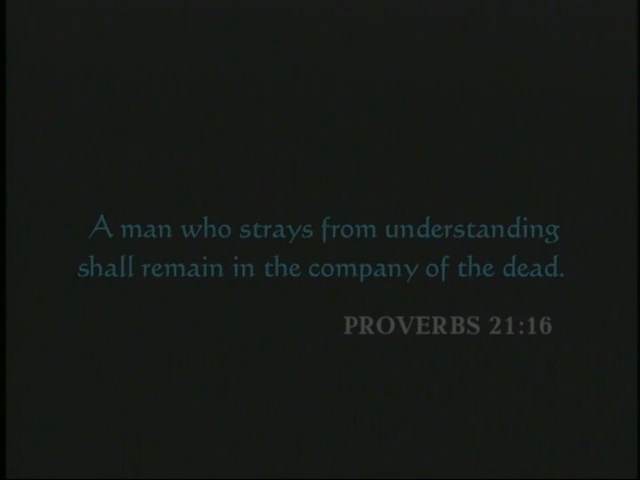 A man who strays from understanding
shall remain in the company of the dead.
PROVERBS 21:16